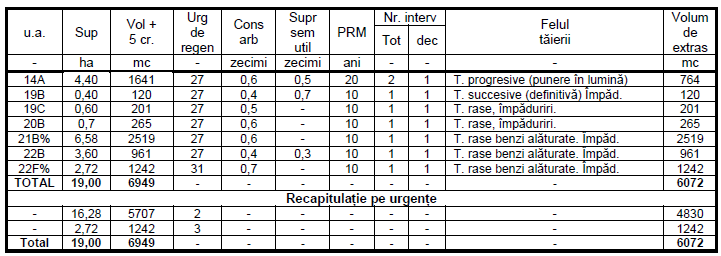 u.a. Sup Vol + 5 cr. Urg de regen Cons arb Supr sem util PRM Nr. interv Tot dec Felul tăierii Volum de extras
- ha mc - zecimi zecimi ani - - - mc
14A 4,40 1641 27 0,6 0,5 20 2 1 T. progresive (punere în lumină) 764
19B 0,40 120 27 0,4 0,7 10 1 1 T. succesive (definitivă) Împăd. 120
19C 0,60 201 27 0,5 - 10 1 1 T. rase, împăduriri. 201
20B 0,7 265 27 0,6 - 10 1 1 T. rase, împăduriri. 265
21B% 6,58 2519 27 0,6 - 10 1 1 T. rase benzi alăturate. Împăd. 2519
22B 3,60 961 27 0,4 0,3 10 1 1 T. rase benzi alăturate. Împăd. 961
22F% 2,72 1242 31 0,7 - 10 1 1 T. rase benzi alăturate. Împăd. 1242
TOTAL 19,00 6949 - - - - - - - 6072
Recapitulație pe urgențe
- 16,28 5707 2 - - - - - - 4830
- 2,72 1242 3 - - - - - - 1242
Total 19,00 6949 - - - - - - - 6072